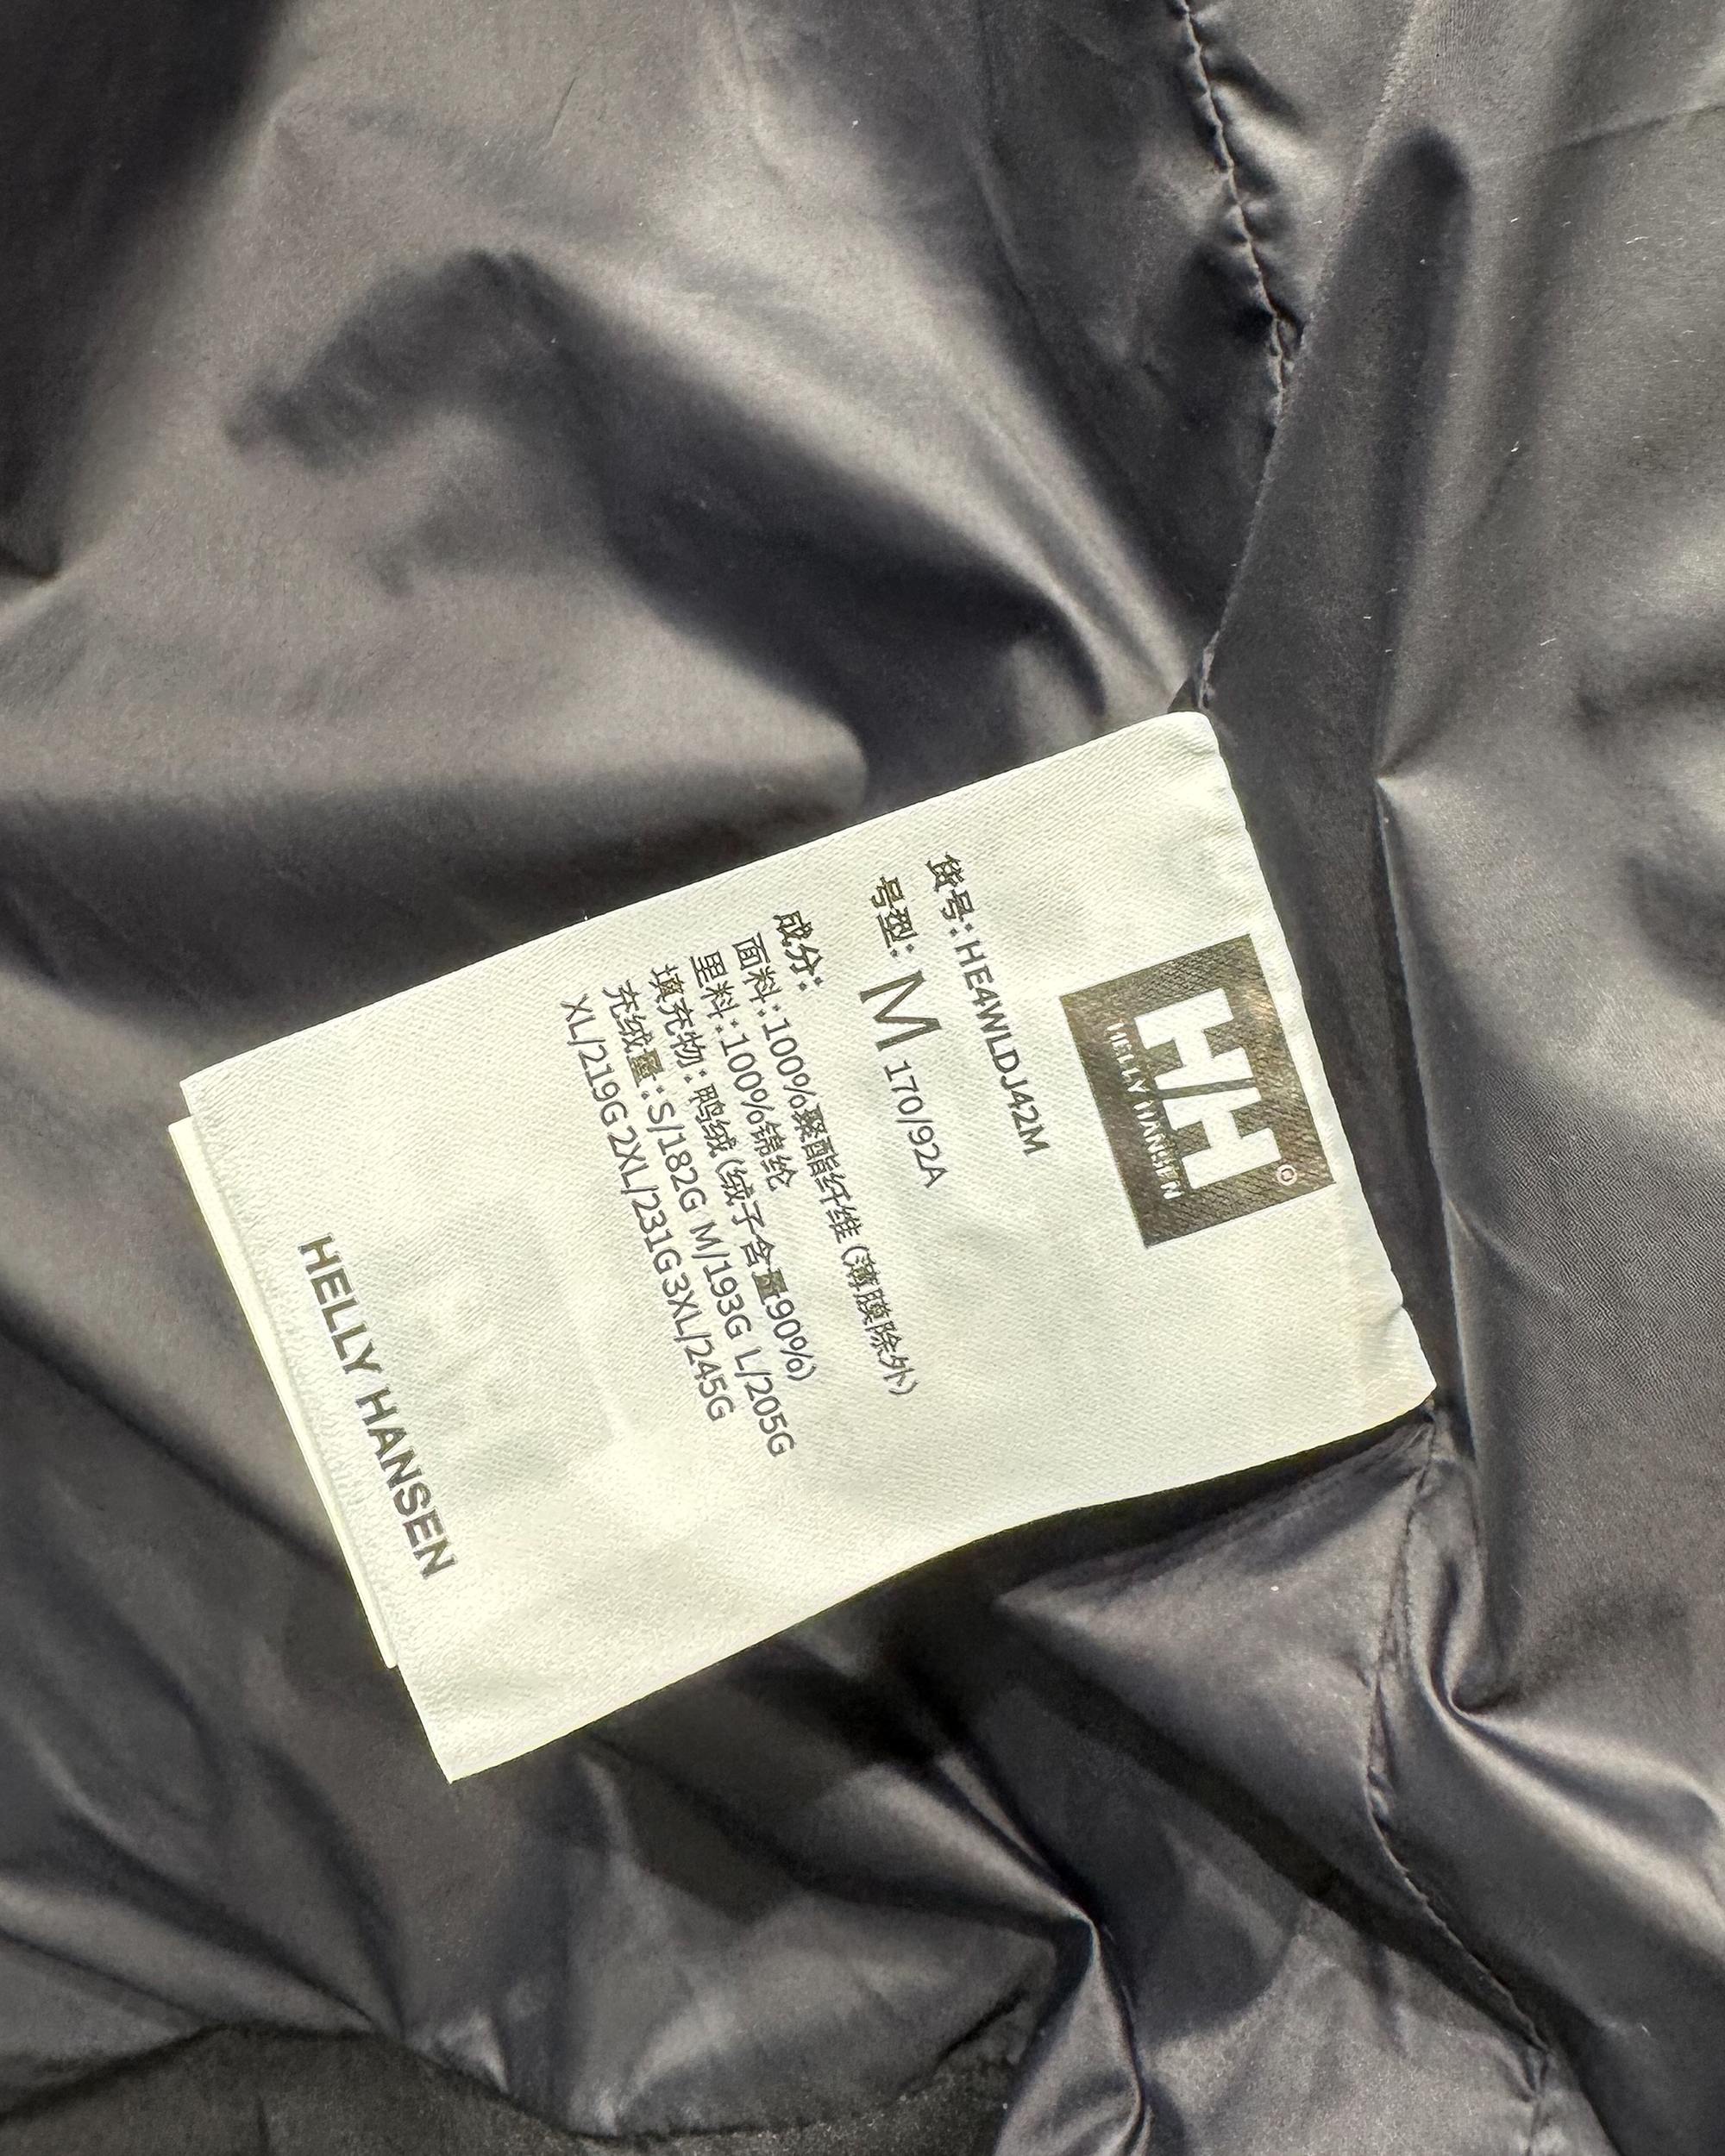 HH
HELLY HANSEN
®
货号:HE4WLDJ42M
号型: M 170/92A
成分:
面料:100%聚酯纤维(薄膜除外)
里料:100%锦纶
填充物:鸭绒(绒子含量90%)
充绒量:S/182G M/193G L/205G
XL/219G 2XL/231G 3XL/245G
HELLY HANSEN